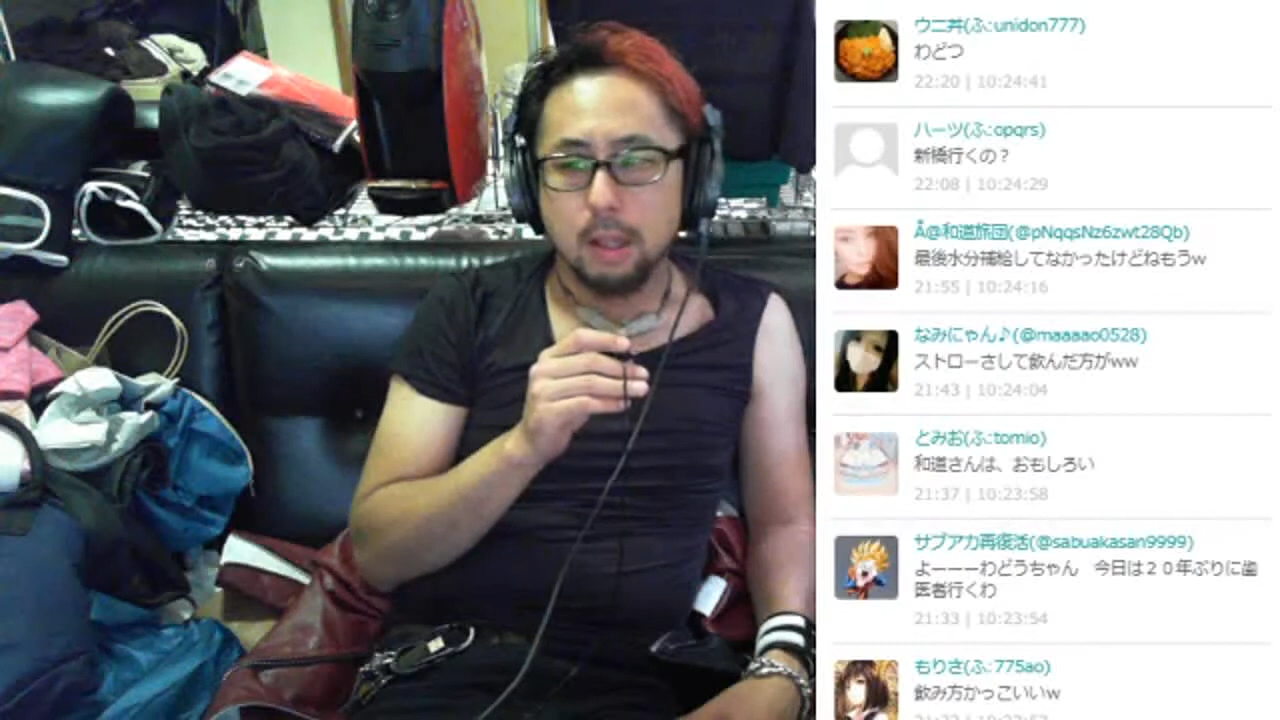 ウニ丼(ふ:unidon777)
わどつ
22:20 | 10:24:41
ハーツ(ふ:opqrs)
新橋行くの？
22:08 | 10:24:29
Å@和道旅団(@pNqqsNz6zwt28Qb)
最後水分補給してなかったけどねもうw
21:55 | 10:24:16
なみにゃん♪(@maaaao0528)
ストローさして飲んだ方がww
21:43 | 10:24:04
とみお(ふ:tomio)
和道さんは、おもしろい
21:37 | 10:23:58
サブアカ再復活(@sabuakasan9999)
よーーーわどうちゃん　今日は２０年ぶりに歯
医者行くわ
21:33 | 10:23:54
もりさ(ふ:775ao)
飲み方かっこいいw